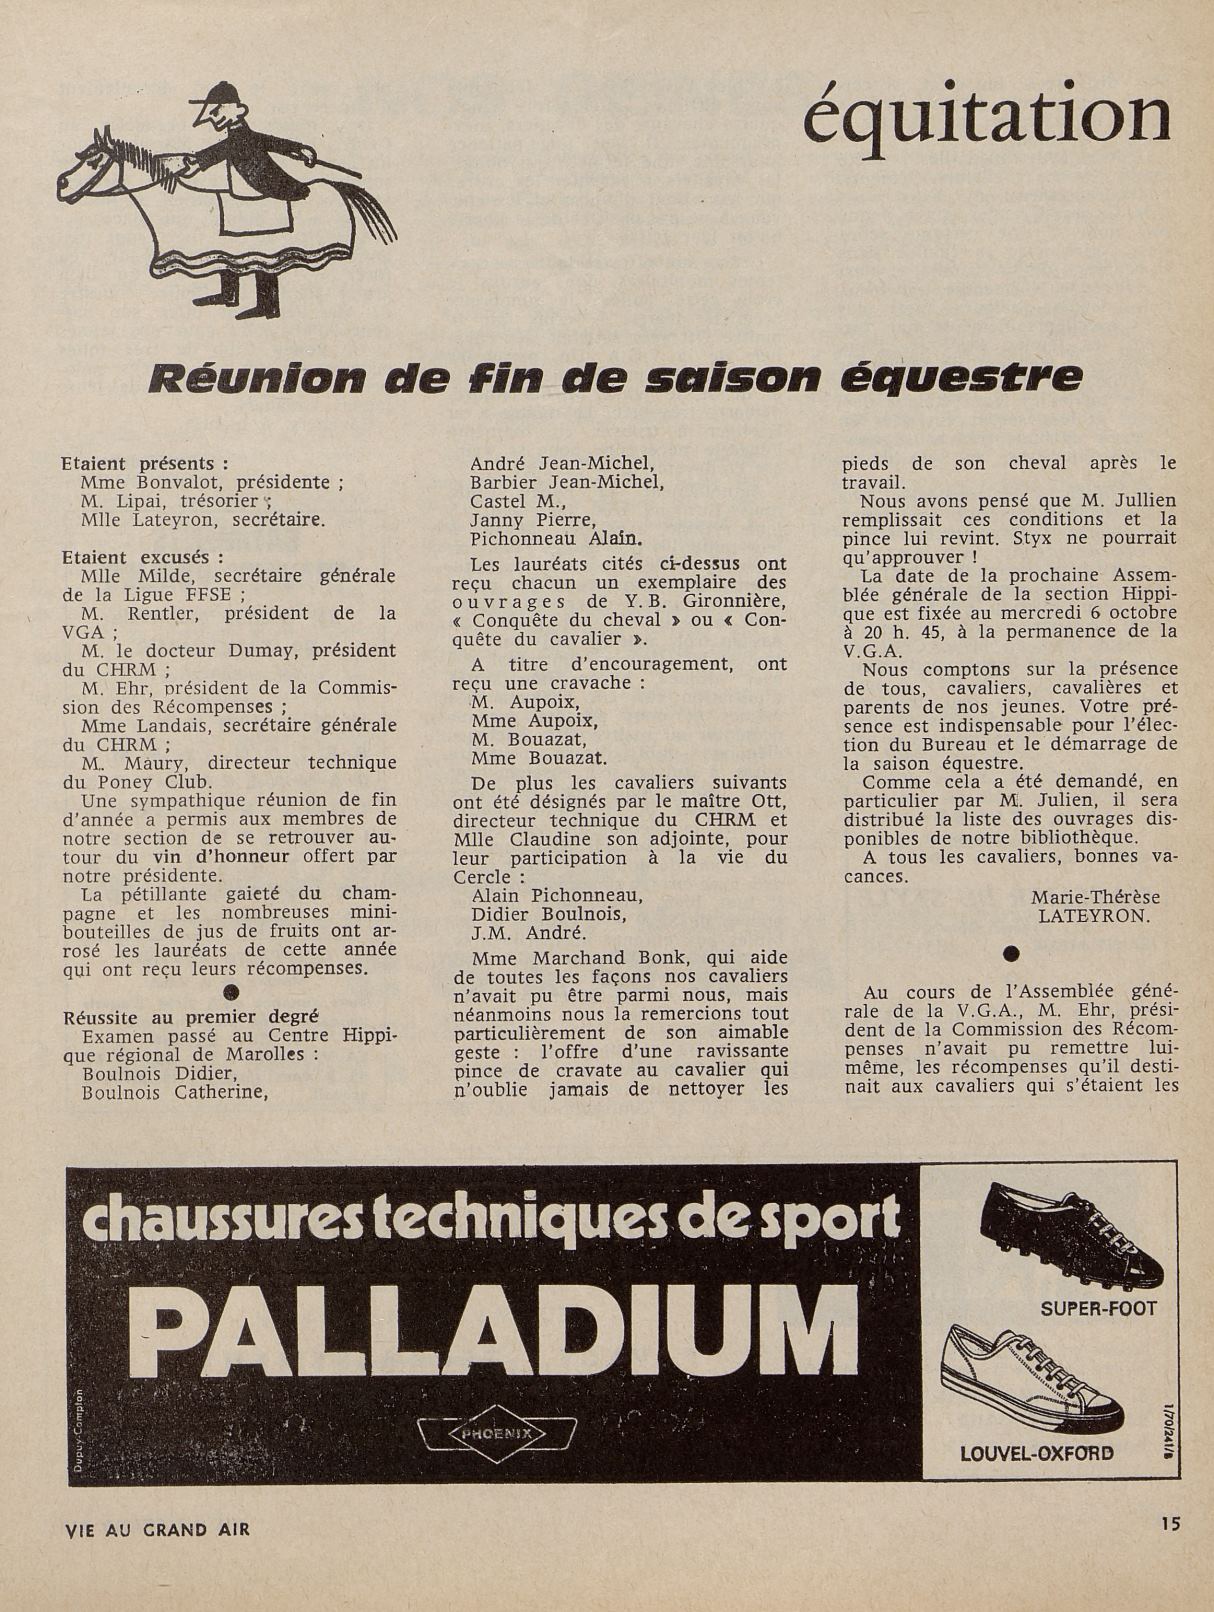 équitation
Réunion de fin de saison équestre
Etaient présents :
Mme Bonvalot, présidente ;
M. Lipai, trésorier ;
Mlle Lateyron, secrétaire.
Etaient excusés :
Mlle Milde, secrétaire générale
de la Ligue FFSE ;
M. Rentler, président de la
VGA ;
M. le docteur Dumay, président
du CHRM ;
M. Ehr, président de la Commis-
sion des Récompenses ;
Mme Landais, secrétaire générale
du CHRM ;
M. Maury, directeur technique
du Poney Club.
Une sympathique réunion de fin
d'année a permis aux membres de
notre section de se retrouver au-
tour du vin d'honneur offert par
notre présidente.
La pétillante gaieté du cham-
pagne et les nombreuses mini-
bouteilles de jus de fruits ont ar-
rosé les lauréats de cette année
qui ont reçu leurs récompenses.
●
Réussite au premier degré
Examen passé au Centre Hippi-
que régional de Marolles :
Boulnois Didier,
Boulnois Catherine,
André Jean-Michel,
Barbier Jean-Michel,
Castel M.,
Janny Pierre,
Pichonneau Alain.
Les lauréats cités ci-dessus ont
reçu chacun un exemplaire des
ouvrages de Y.B. Gironnière,
« Conquête du cheval » ou « Con-
quête du cavalier ».
A titre d'encouragement, ont
reçu une cravache :
M. Aupoix,
Mme Aupoix,
M. Bouazat,
Mme Bouazat.
De plus les cavaliers suivants
ont été désignés par le maître Ott,
directeur technique du CHRM et
Mlle Claudine son adjointe, pour
leur participation à la vie du
Cercle :
Alain Pichonneau,
Didier Boulnois,
J.M. André.
Mme Marchand Bonk, qui aide
de toutes les façons nos cavaliers
n'avait pu être parmi nous, mais
néanmoins nous la remercions tout
particulièrement de son aimable
geste : l'offre d'une ravissante
pince de cravate au cavalier qui
n'oublie jamais de nettoyer les
pieds de son cheval après le
travail.
Nous avons pensé que M. Jullien
remplissait ces conditions et la
pince lui revint. Styx ne pourrait
qu'approuver !
La date de la prochaine Assem-
blée générale de la section Hippi-
que est fixée au mercredi 6 octobre
à 20 h. 45, à la permanence de la
V.G.A.
Nous comptons sur la présence
de tous, cavaliers, cavalières et
parents de nos jeunes. Votre pré-
sence est indispensable pour l'élec-
tion du Bureau et le démarrage de
la saison équestre.
Comme cela a été demandé, en
particulier par M. Julien, il sera
distribué la liste des ouvrages dis-
ponibles de notre bibliothèque.
A tous les cavaliers, bonnes va-
cances.
Marie-Thérèse
LATEYRON.
●
Au cours de l'Assemblée géné-
rale de la V.G.A., M. Ehr, prési-
dent de la Commission des Récom-
penses n'avait pu remettre lui-
même, les récompenses qu'il desti-
nait aux cavaliers qui s'étaient les
chaussures techniques de sport
PALLADIUM
PHOENIX
Dupuy-Compton
SUPER-FOOT
LOUVEL-OXFORD
1/70/241/B
VIE AU GRAND AIR
15